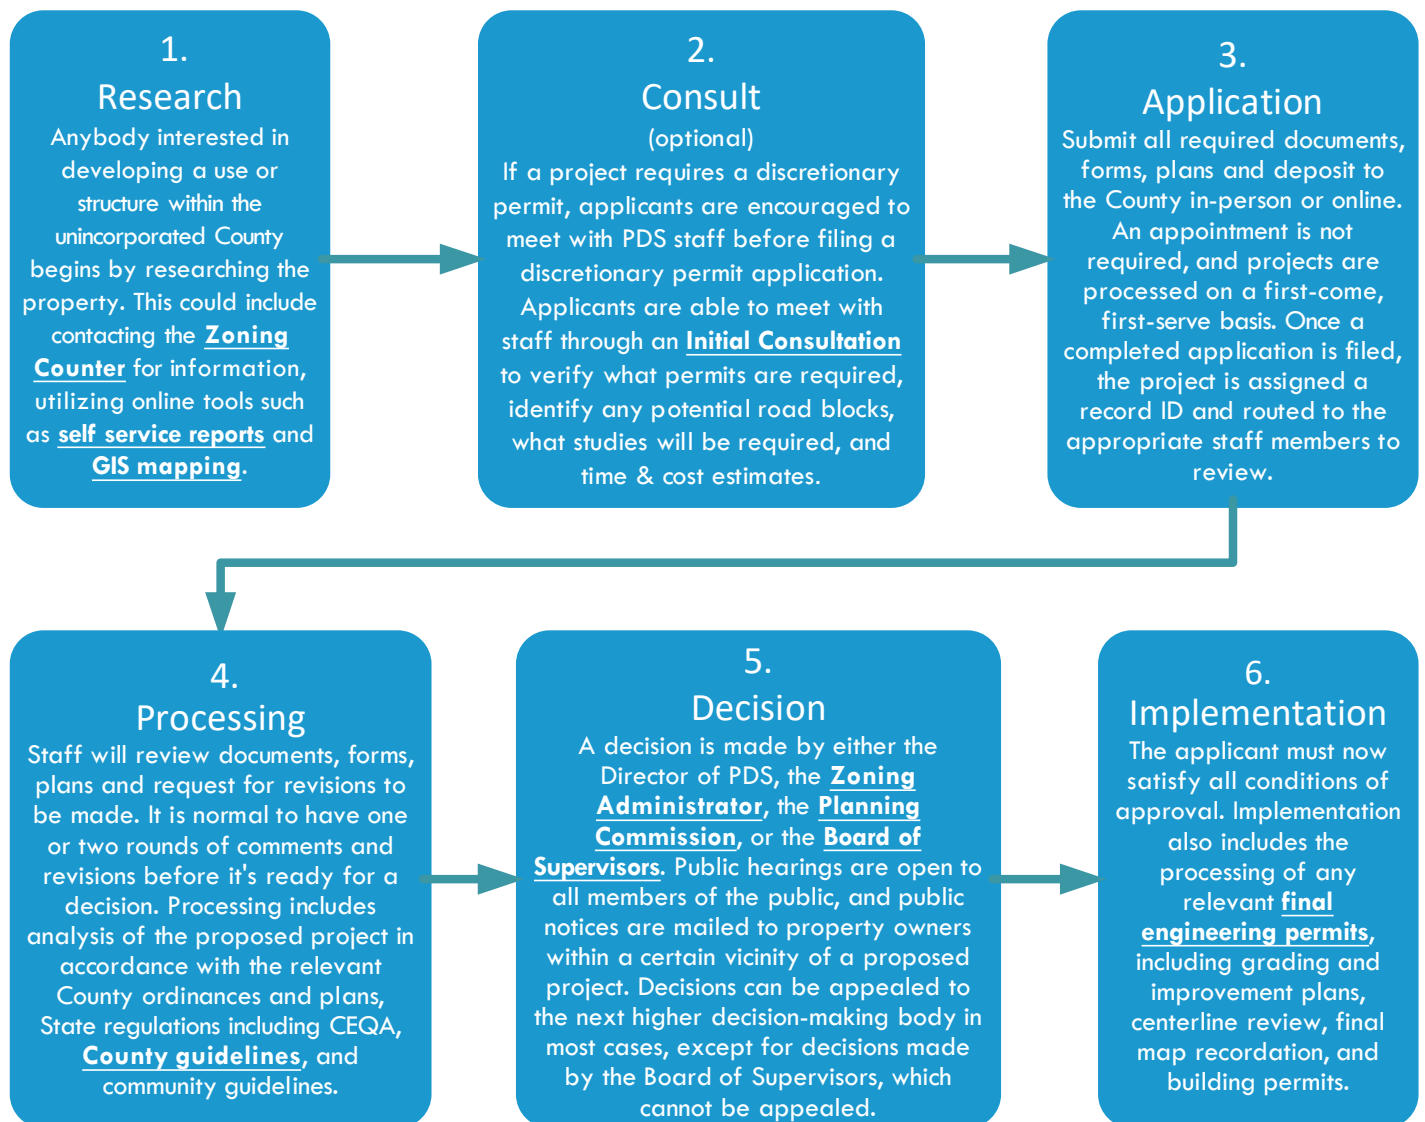 1.
Research
Anybody interested in
developing a use or
structure within the
unincorporated County
begins by researching the
property. This could include
contacting the Zoning
Counter for information,
utilizing online tools such
as self service reports and
GIS mapping.
2.
Consult
(optional)
If a project requires a discretionary
permit, applicants are encouraged to
meet with PDS staff before filing a
discretionary permit application.
Applicants are able to meet with
staff through an Initial Consultation
to verify what permits are required,
identify any potential road blocks,
what studies will be required, and
time & cost estimates.
3.
Application
Submit all required documents,
forms, plans and deposit to
the County in-person or online.
An appointment is not
required, and projects are
processed on a first-come,
first-serve basis. Once a
completed application is filed,
the project is assigned a
record ID and routed to the
appropriate staff members to
review.
4.
Processing
Staff will review documents, forms,
plans and request for revisions to
be made. It is normal to have one
or two rounds of comments and
revisions before it's ready for a
decision. Processing includes
analysis of the proposed project in
accordance with the relevant
County ordinances and plans,
State regulations including CEQA,
County guidelines, and
community guidelines.
5.
Decision
A decision is made by either the
Director of PDS, the Zoning
Administrator, the Planning
Commission, or the Board of
Supervisors. Public hearings are open to
all members of the public, and public
notices are mailed to property owners
within a certain vicinity of a proposed
project. Decisions can be appealed to
the next higher decision-making body in
most cases, except for decisions made
by the Board of Supervisors, which
cannot be appealed.
6.
Implementation
The applicant must now
satisfy all conditions of
approval. Implementation
also includes the
processing of any
relevant final
engineering permits,
including grading and
improvement plans,
centerline review, final
map recordation, and
building permits.